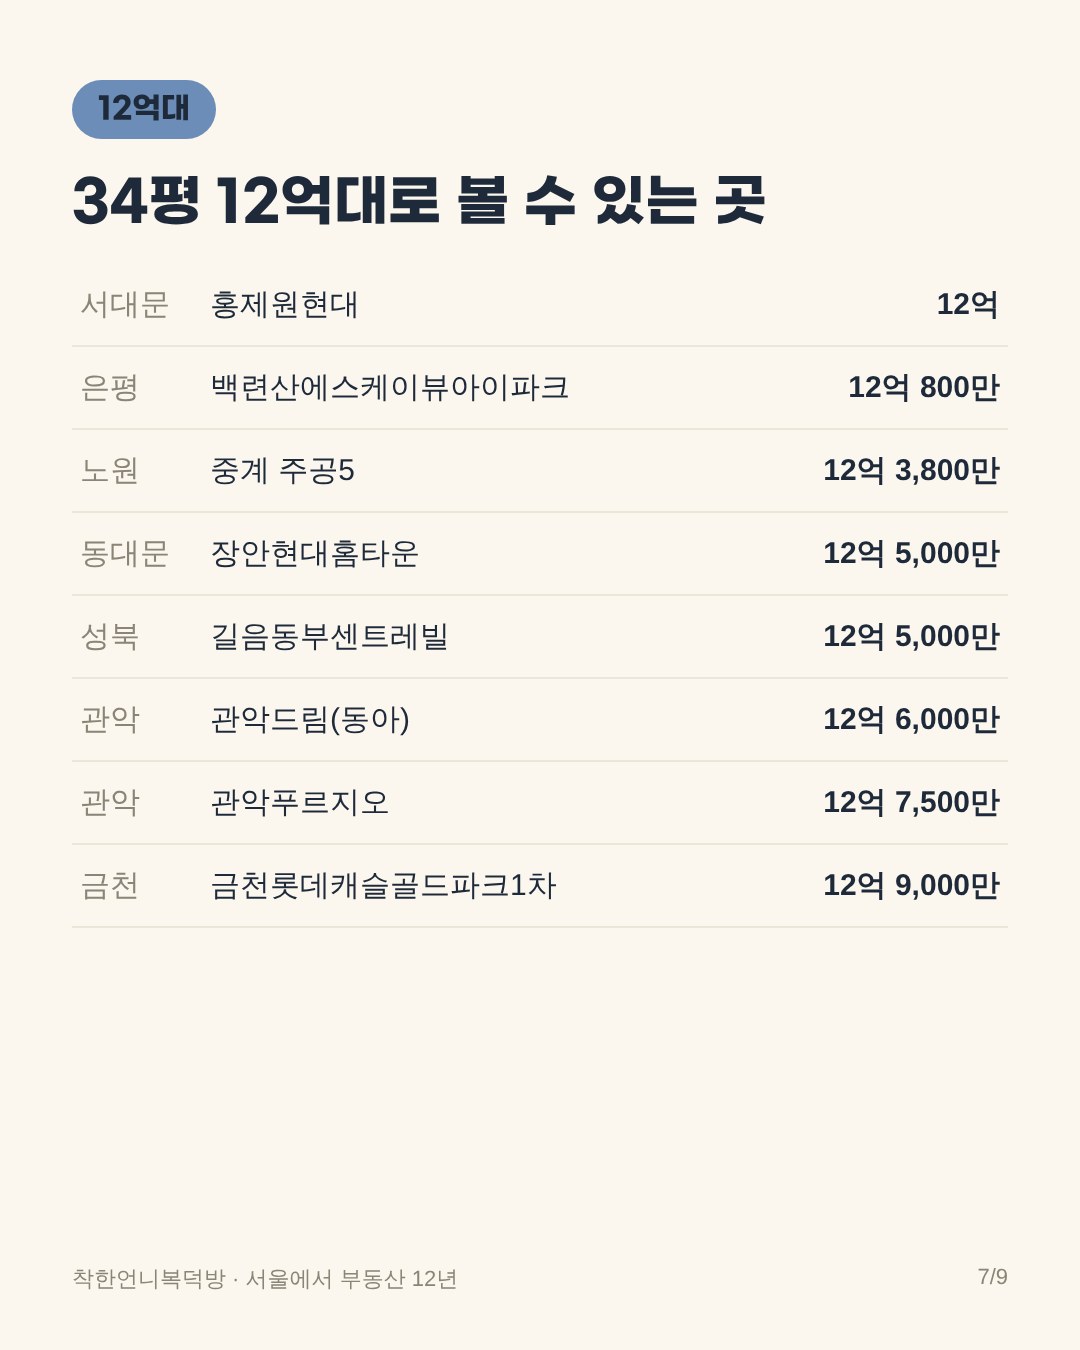 12억대
34평 12억대로 볼 수 있는 곳
서대문 홍제원현대 12억
은평 백련산에스케이뷰아이파크 12억 800만
노원 중계 주공5 12억 3,800만
동대문 장안현대홈타운 12억 5,000만
성북 길음동부센트레빌 12억 5,000만
관악 관악드림(동아) 12억 6,000만
관악 관악푸르지오 12억 7,500만
금천 금천롯데캐슬골드파크1차 12억 9,000만
착한언니복덕방 · 서울에서 부동산 12년 7/9